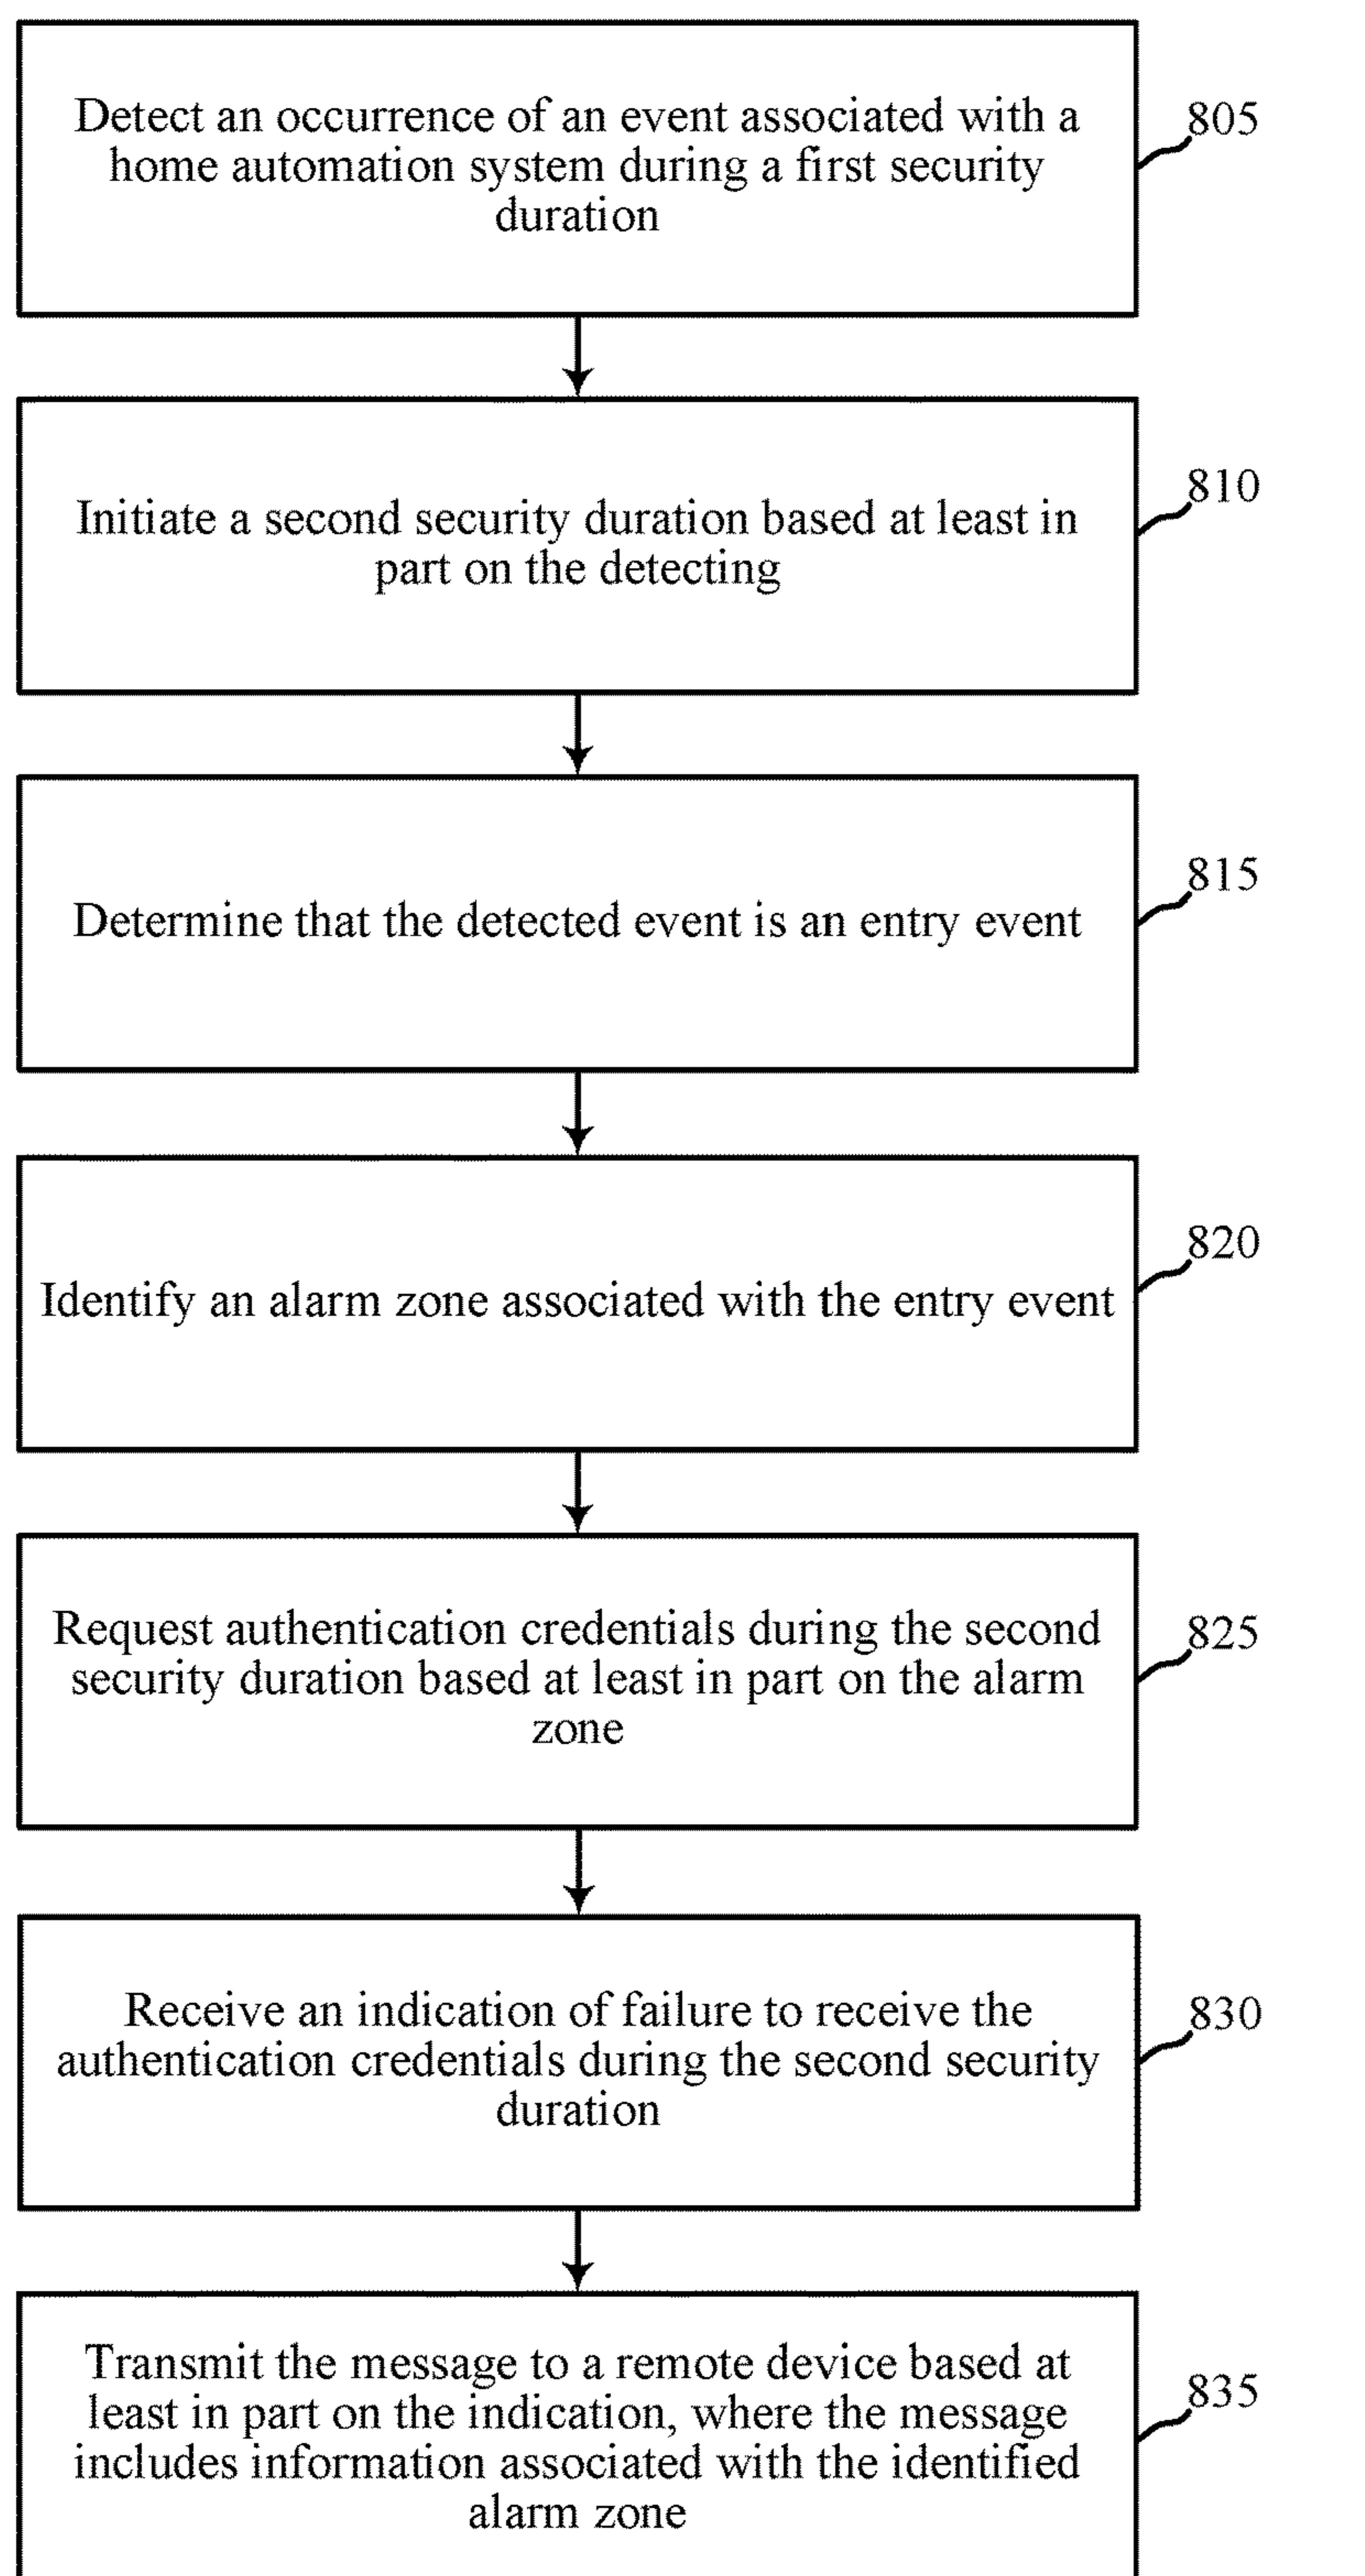 Detect an occurrence of an event associated with a
home automation system during a first security
duration
805
Initiate a second security duration based at least in
part on the detecting
810
Determine that the detected event is an entry event
815
Identify an alarm zone associated with the entry event
820
Request authentication credentials during the second
security duration based at least in part on the alarm
zone
825
Receive an indication of failure to receive the
authentication credentials during the second security
duration
830
Transmit the message to a remote device based at
least in part on the indication, where the message
includes information associated with the identified
alarm zone
835